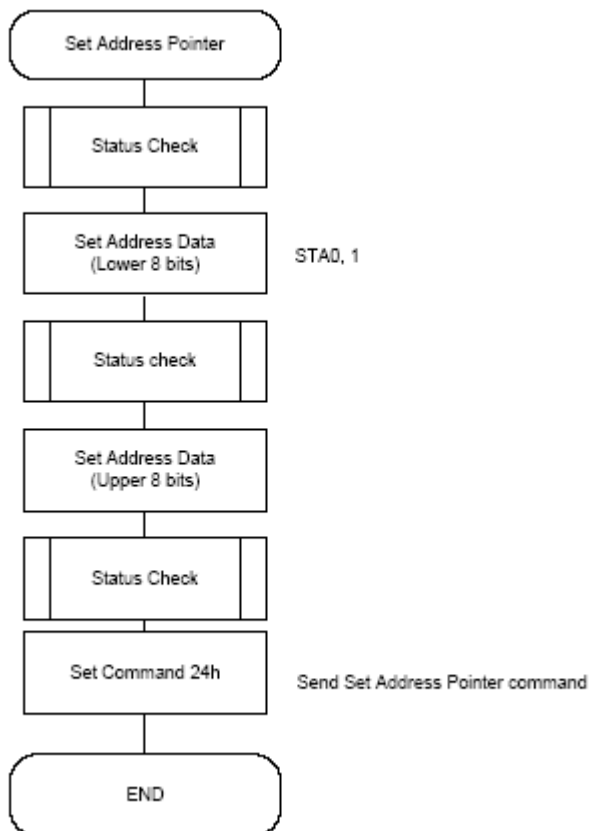 Set Address Pointer
Status Check
Set Address Data
(Lower 8 bits)
STA0, 1
Status check
Set Address Data
(Upper 8 bits)
Status Check
Set Command 24h
Send Set Address Pointer command
END